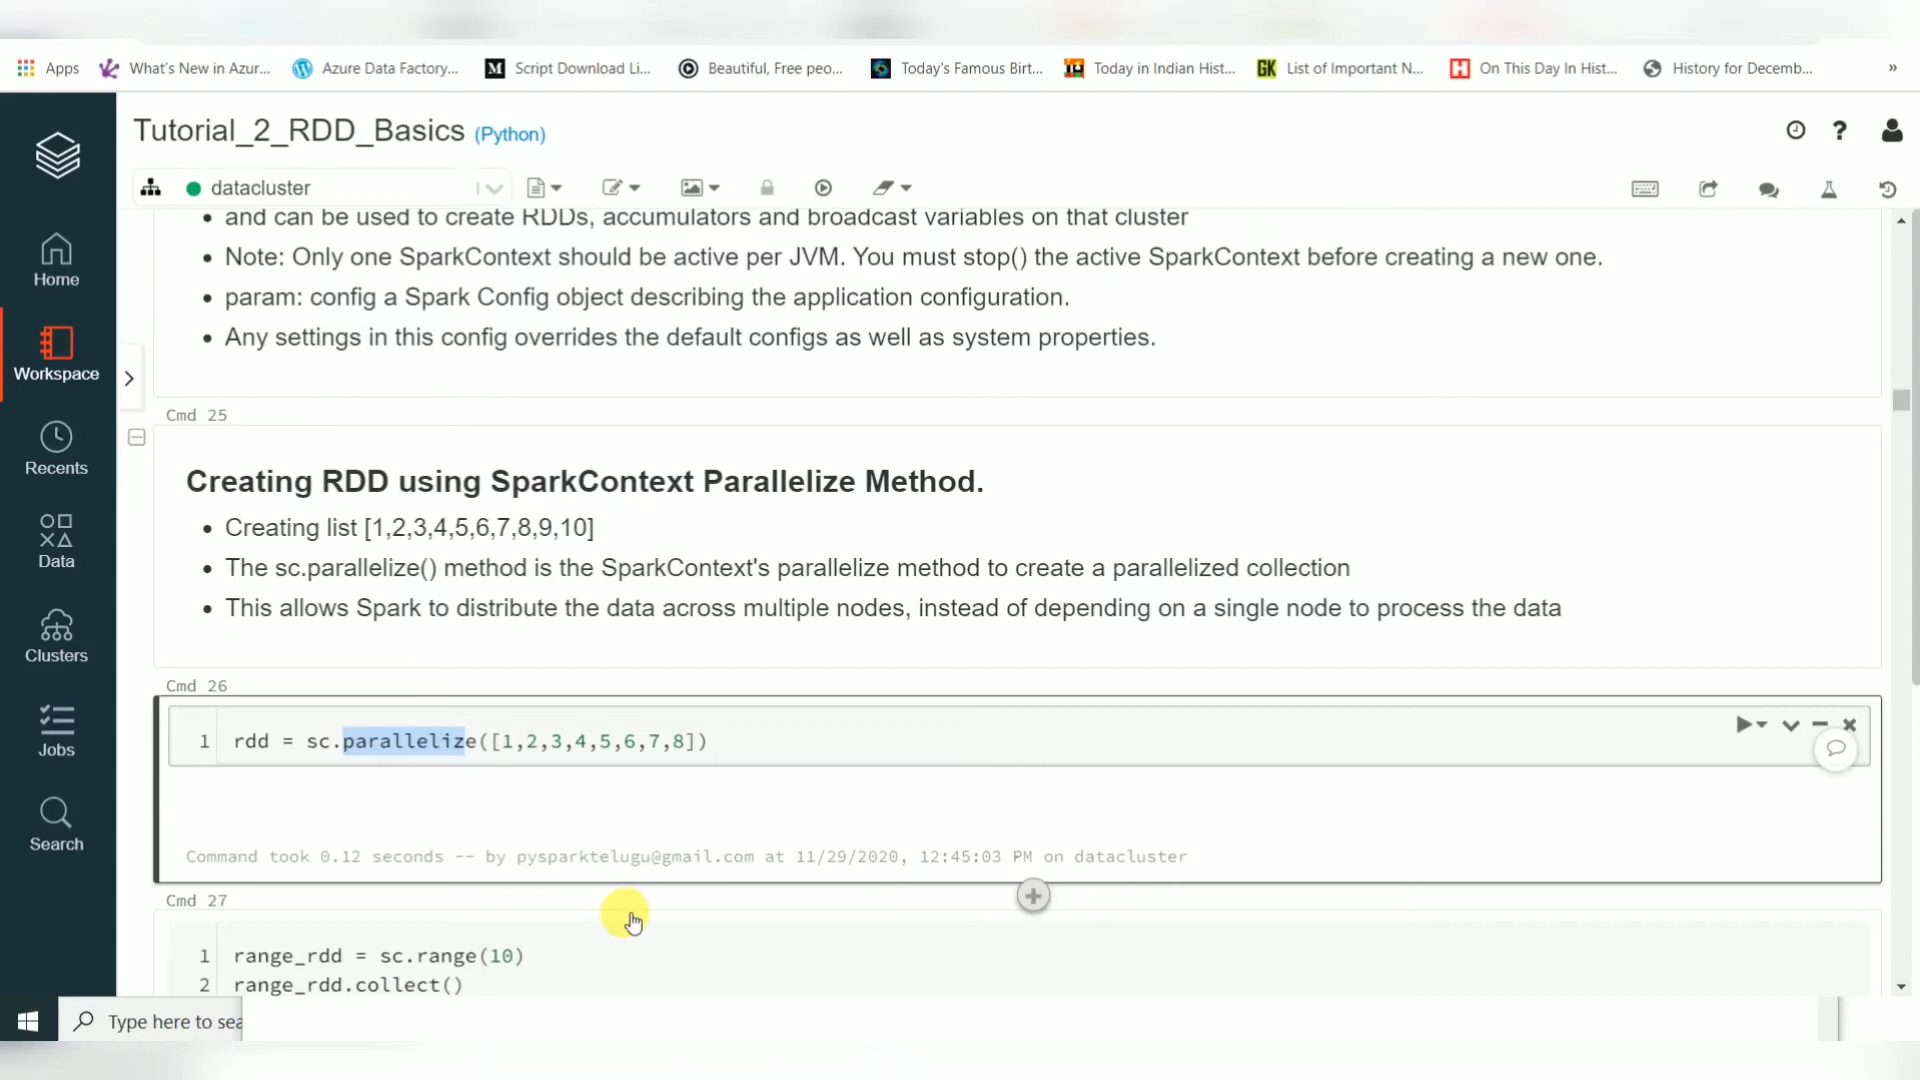 Apps What's New in Azur... Azure Data Factory... Script Download Li... Beautiful, Free peo... Today's Famous Birt... Today in Indian Hist... List of Important N... On This Day In Hist... History for Decemb... »
Tutorial_2_RDD_Basics (Python)
datacluster
Home
Workspace
Recents
Data
Clusters
Jobs
Search
• and can be used to create RDDs, accumulators and broadcast variables on that cluster
• Note: Only one SparkContext should be active per JVM. You must stop() the active SparkContext before creating a new one.
• param: config a Spark Config object describing the application configuration.
• Any settings in this config overrides the default configs as well as system properties.
Cmd 25
Creating RDD using SparkContext Parallelize Method.
• Creating list [1,2,3,4,5,6,7,8,9,10]
• The sc.parallelize() method is the SparkContext's parallelize method to create a parallelized collection
• This allows Spark to distribute the data across multiple nodes, instead of depending on a single node to process the data
Cmd 26
1 rdd = sc.parallelize([1,2,3,4,5,6,7,8])
Command took 0.12 seconds -- by pysparktelugu@gmail.com at 11/29/2020, 12:45:03 PM on datacluster
Cmd 27
1 range_rdd = sc.range(10)
2 range_rdd.collect()
Type here to sea